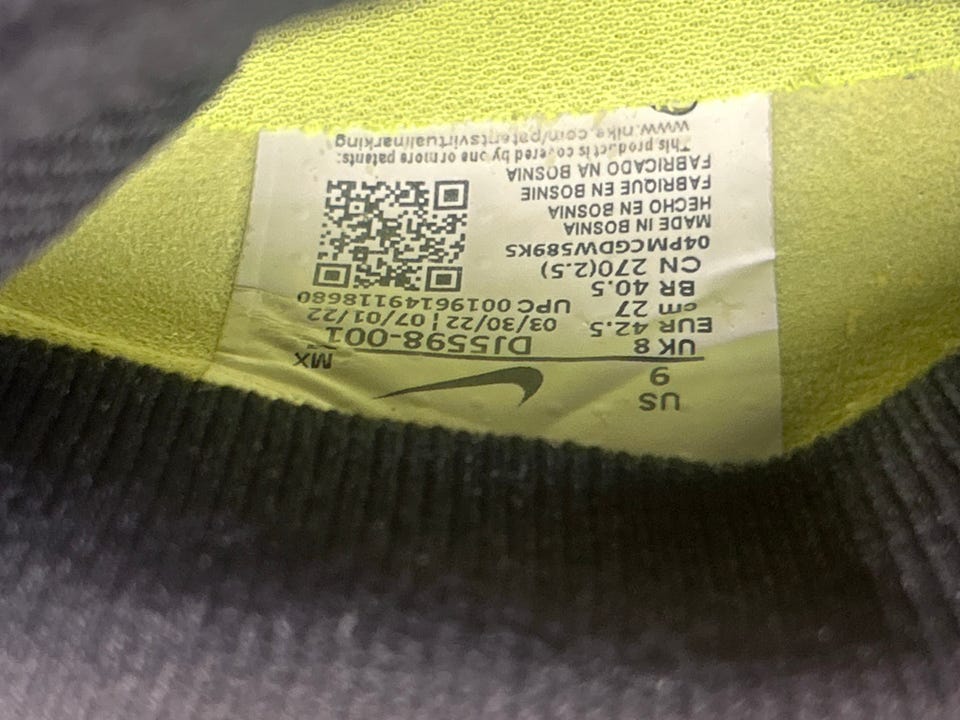 US
9
UK 8
EUR 42.5
cm 27
BR 40.5
CN 270(2.5)
04PMCGDW589K5
MADE IN BOSNIA
HECHO EN BOSNIA
FABRIQUE EN BOSNIE
FABRICADO NA BOSNIA
MX
DJ5598-001
03/30/22 ¦ 07/01/22
UPC 00196149118680
This product is covered by one or more patents:
www.nike.com/patentsvirtualmarking